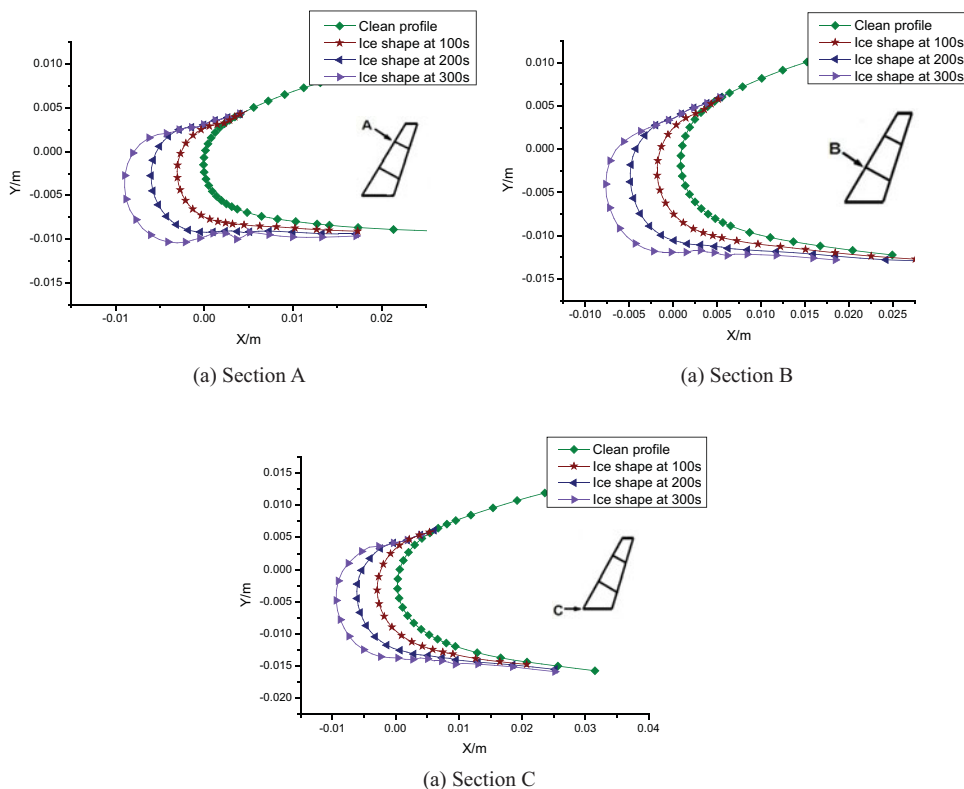 Clean profile
Ice shape at 100s
Ice shape at 200s
Ice shape at 300s
0.010
0.005
0.000
-0.005
-0.010
-0.015
Y/m
A
-0.01
0.00
0.01
0.02
X/m
(a) Section A
Clean profile
Ice shape at 100s
Ice shape at 200s
Ice shape at 300s
0.010
0.005
0.000
-0.005
-0.010
-0.015
Y/m
B
-0.010
-0.005
0.000
0.005
0.010
0.015
0.020
0.025
X/m
(a) Section B
Clean profile
Ice shape at 100s
Ice shape at 200s
Ice shape at 300s
0.015
0.010
0.005
0.000
-0.005
-0.010
-0.015
-0.020
Y/m
C
-0.01
0.00
0.01
0.02
0.03
0.04
X/m
(a) Section C